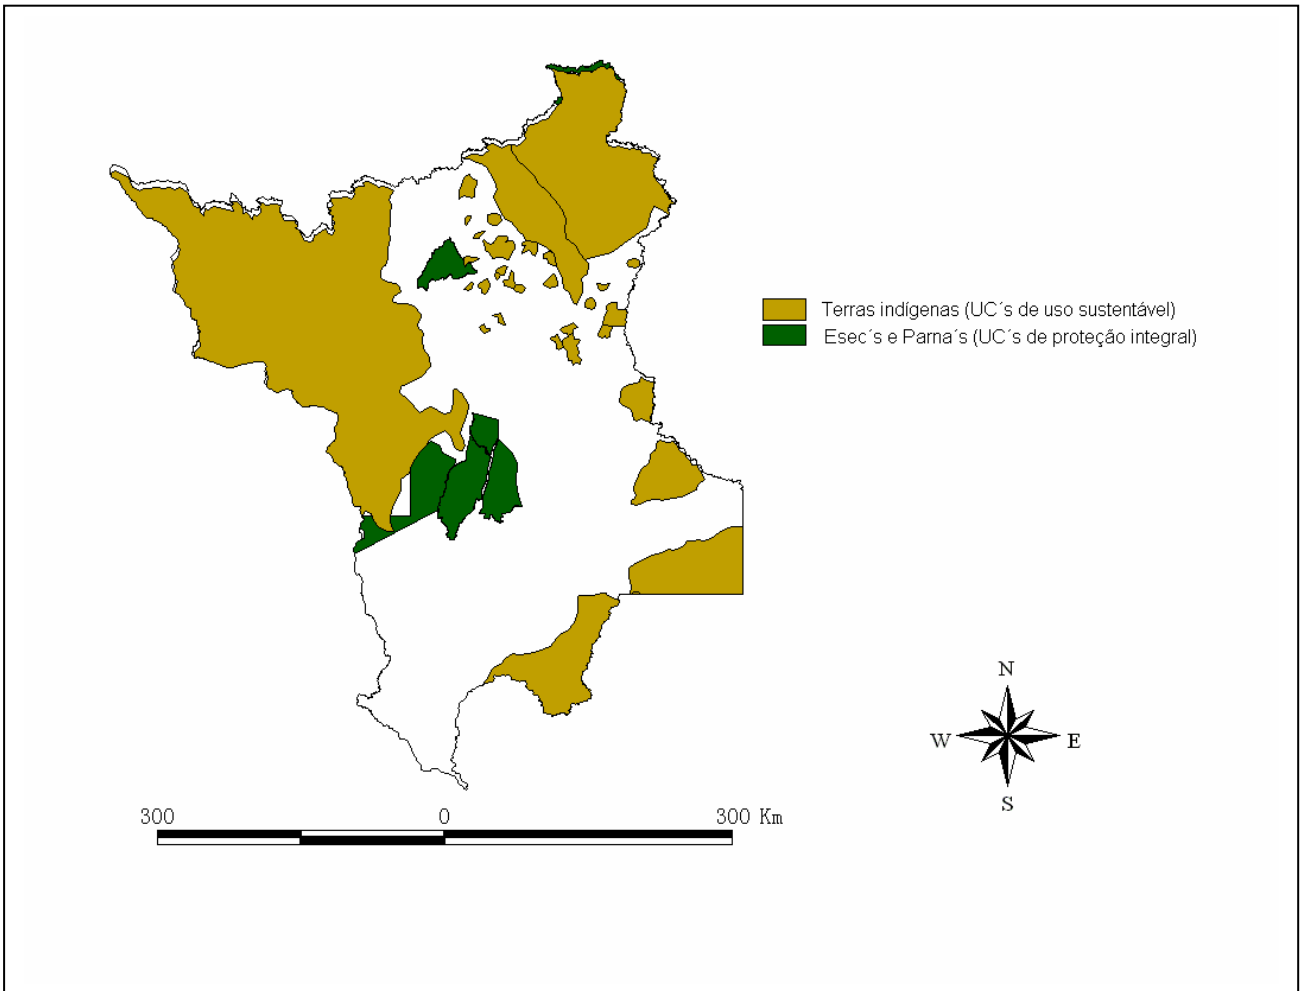 Terras indígenas (UC´s de uso sustentável)
Esec´s e Parna´s (UC´s de proteção integral)
N
W E
S
300 0 300 Km